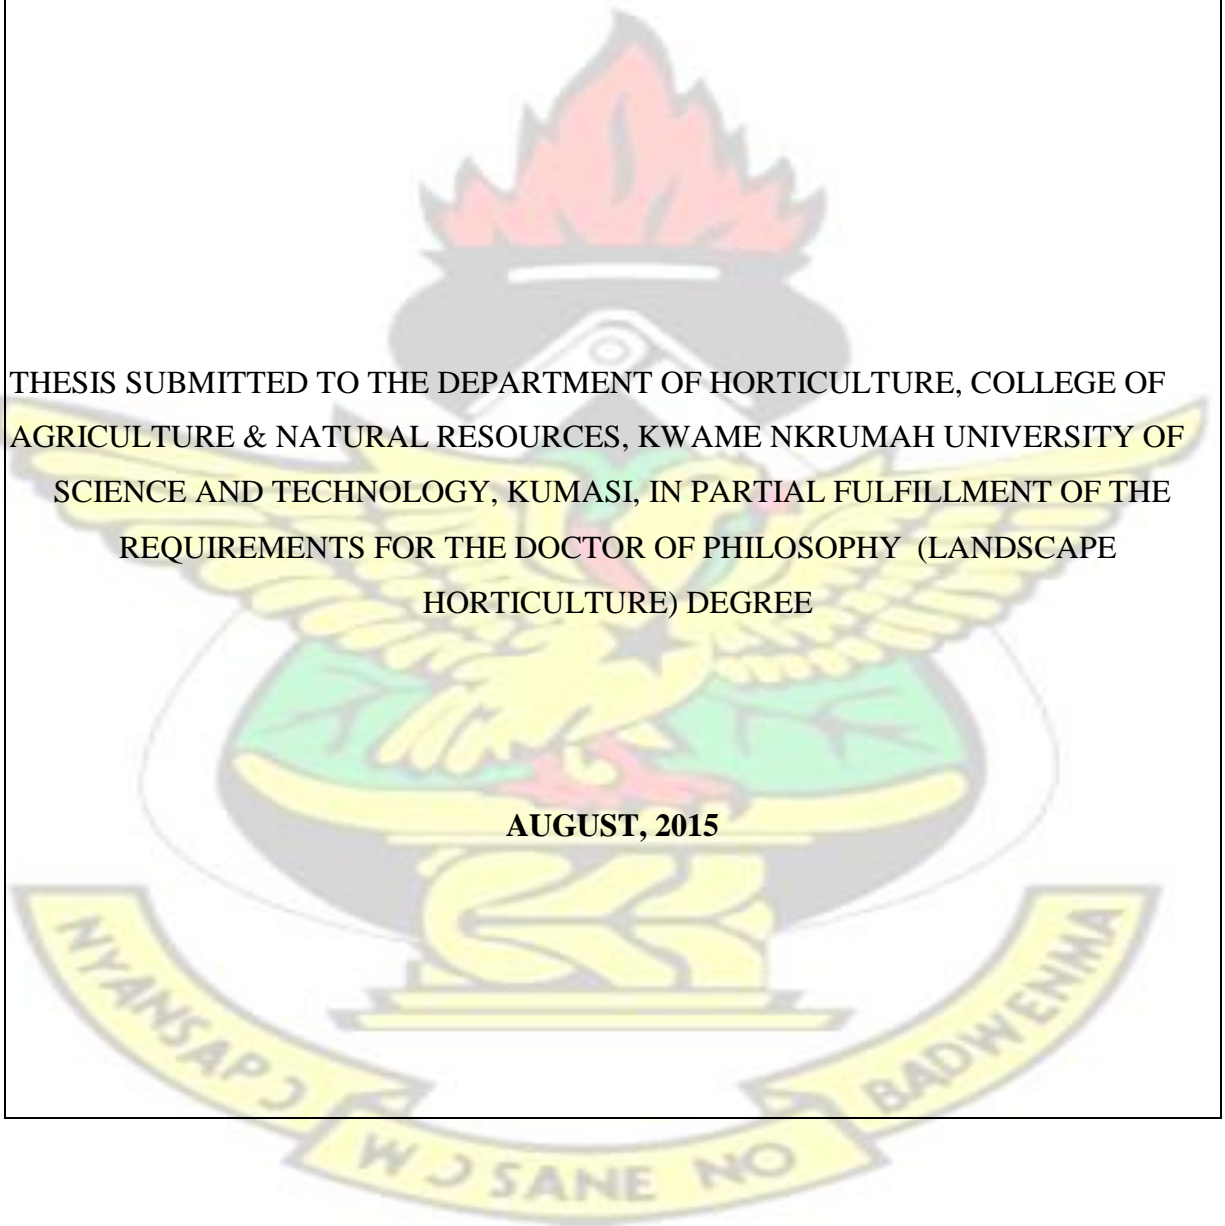 THESIS SUBMITTED TO THE DEPARTMENT OF HORTICULTURE, COLLEGE OF
AGRICULTURE & NATURAL RESOURCES, KWAME NKRUMAH UNIVERSITY OF
SCIENCE AND TECHNOLOGY, KUMASI, IN PARTIAL FULFILLMENT OF THE
REQUIREMENTS FOR THE DOCTOR OF PHILOSOPHY (LANDSCAPE
HORTICULTURE) DEGREE
AUGUST, 2015
NYANSAPƆ
WƆSANE NO
BADWENMA